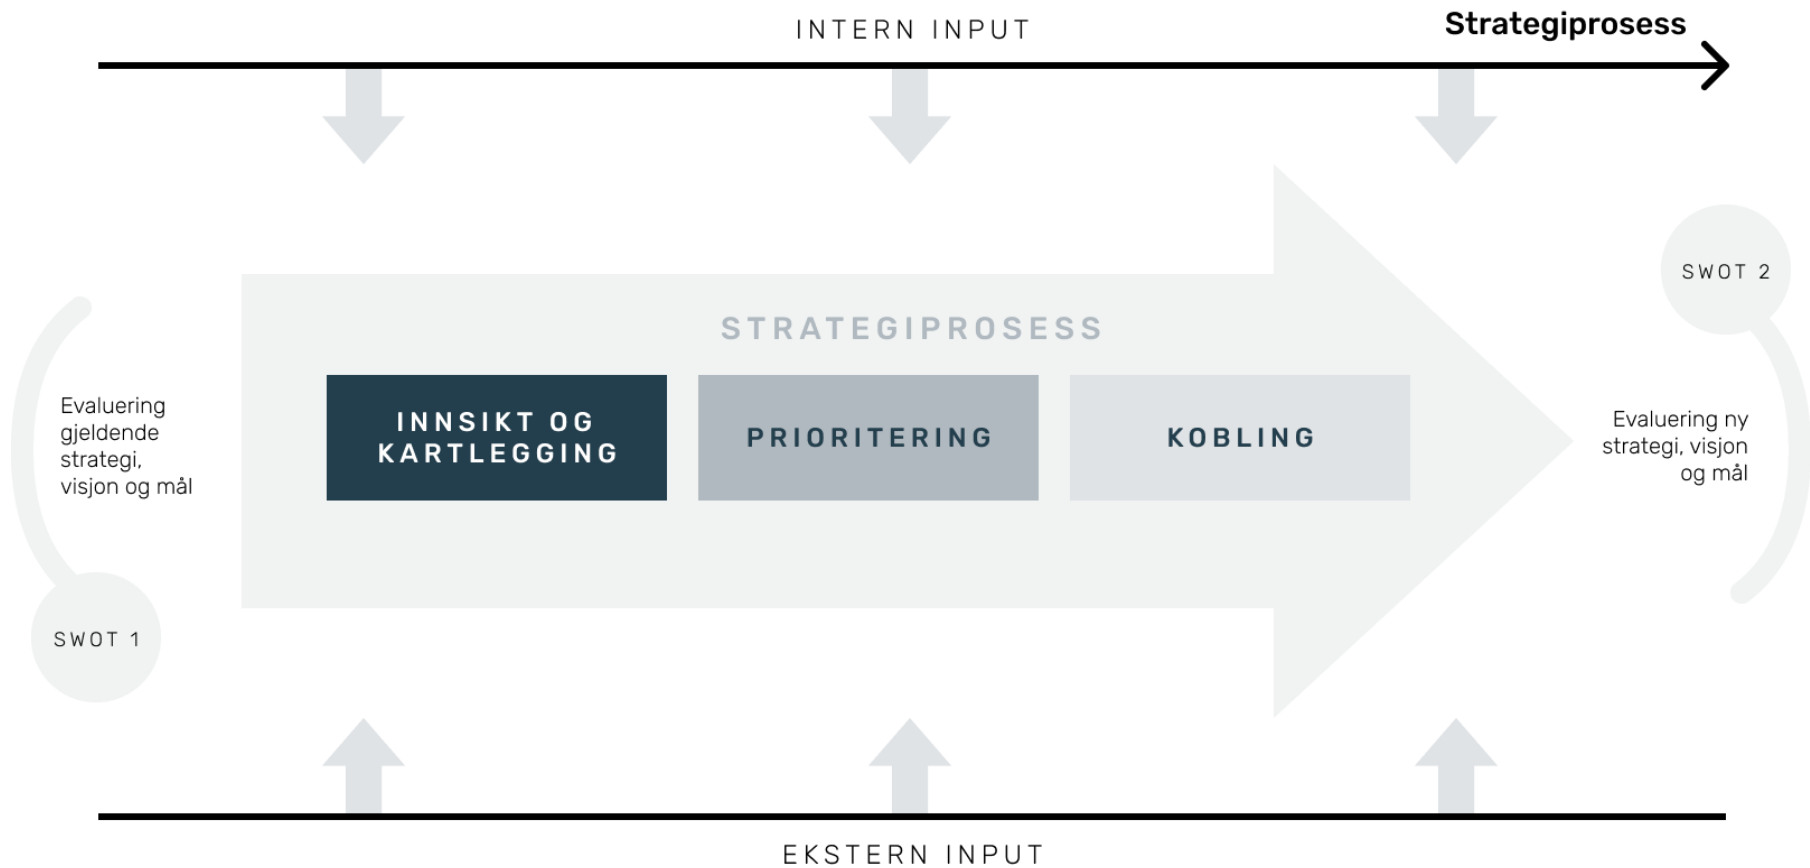 INTERN INPUT
Strategiprosess
STRATEGIPROSESS
INNSIKT OG
KARTLEGGING
PRIORITERING
KOBLING
Evaluering
gjeldende
strategi,
visjon og mål
SWOT 1
SWOT 2
Evaluering ny
strategi, visjon
og mål
EKSTERN INPUT